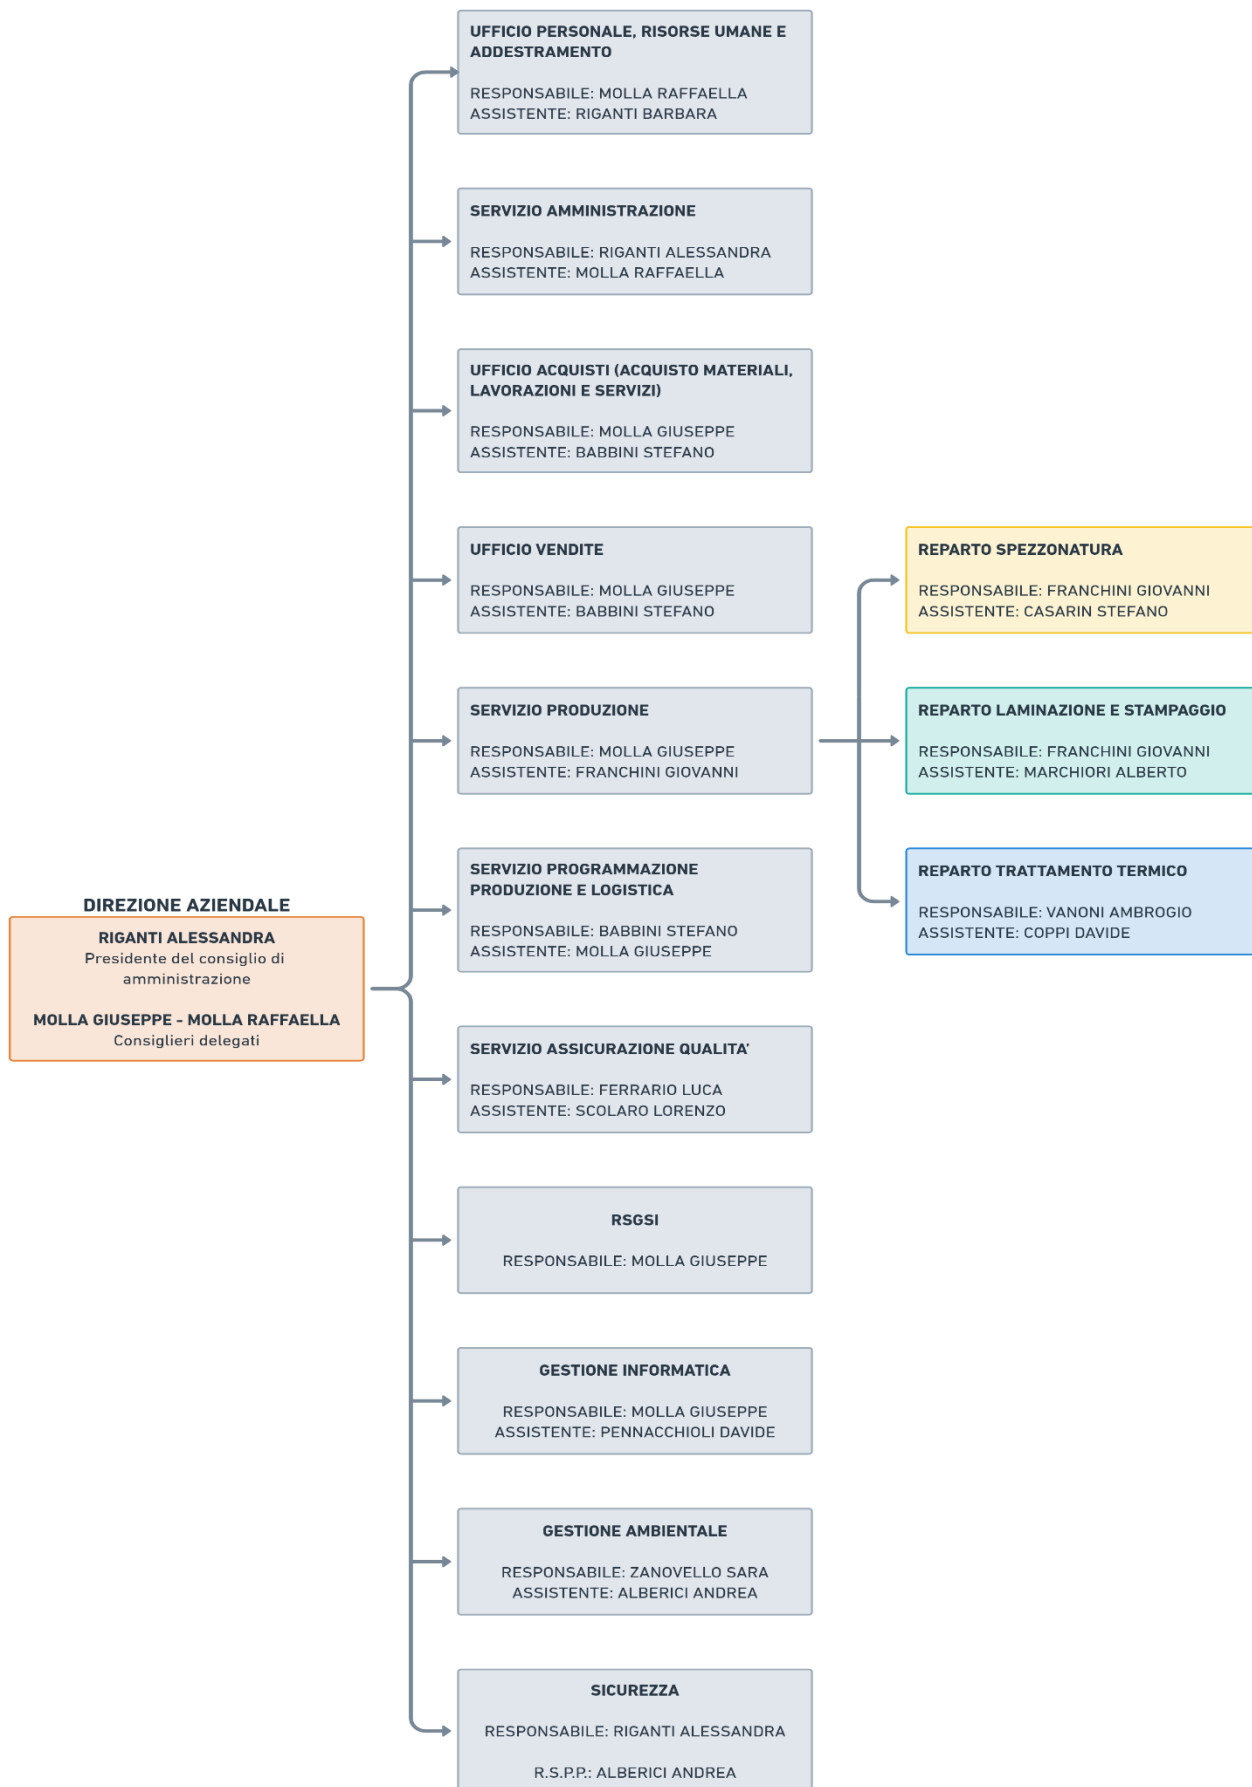 UFFICIO PERSONALE, RISORSE UMANE E
ADDESTRAMENTO
RESPONSABILE: MOLLA RAFFAELLA
ASSISTENTE: RIGANTI BARBARA
SERVIZIO AMMINISTRAZIONE
RESPONSABILE: RIGANTI ALESSANDRA
ASSISTENTE: MOLLA RAFFAELLA
UFFICIO ACQUISTI (ACQUISTO MATERIALI,
LAVORAZIONI E SERVIZI)
RESPONSABILE: MOLLA GIUSEPPE
ASSISTENTE: BABBINI STEFANO
UFFICIO VENDITE
RESPONSABILE: MOLLA GIUSEPPE
ASSISTENTE: BABBINI STEFANO
REPARTO SPEZZONATURA
RESPONSABILE: FRANCHINI GIOVANNI
ASSISTENTE: CASARIN STEFANO
SERVIZIO PRODUZIONE
RESPONSABILE: MOLLA GIUSEPPE
ASSISTENTE: FRANCHINI GIOVANNI
REPARTO LAMINAZIONE E STAMPAGGIO
RESPONSABILE: FRANCHINI GIOVANNI
ASSISTENTE: MARCHIORI ALBERTO
SERVIZIO PROGRAMMAZIONE
PRODUZIONE E LOGISTICA
RESPONSABILE: BABBINI STEFANO
ASSISTENTE: MOLLA GIUSEPPE
REPARTO TRATTAMENTO TERMICO
RESPONSABILE: VANONI AMBROGIO
ASSISTENTE: COPPI DAVIDE
DIREZIONE AZIENDALE
RIGANTI ALESSANDRA
Presidente del consiglio di
amministrazione
MOLLA GIUSEPPE - MOLLA RAFFAELLA
Consiglieri delegati
SERVIZIO ASSICURAZIONE QUALITA'
RESPONSABILE: FERRARIO LUCA
ASSISTENTE: SCOLARO LORENZO
RSGSI
RESPONSABILE: MOLLA GIUSEPPE
GESTIONE INFORMATICA
RESPONSABILE: MOLLA GIUSEPPE
ASSISTENTE: PENNACCHIOLI DAVIDE
GESTIONE AMBIENTALE
RESPONSABILE: ZANOVELLO SARA
ASSISTENTE: ALBERICI ANDREA
SICUREZZA
RESPONSABILE: RIGANTI ALESSANDRA
R.S.P.P.: ALBERICI ANDREA